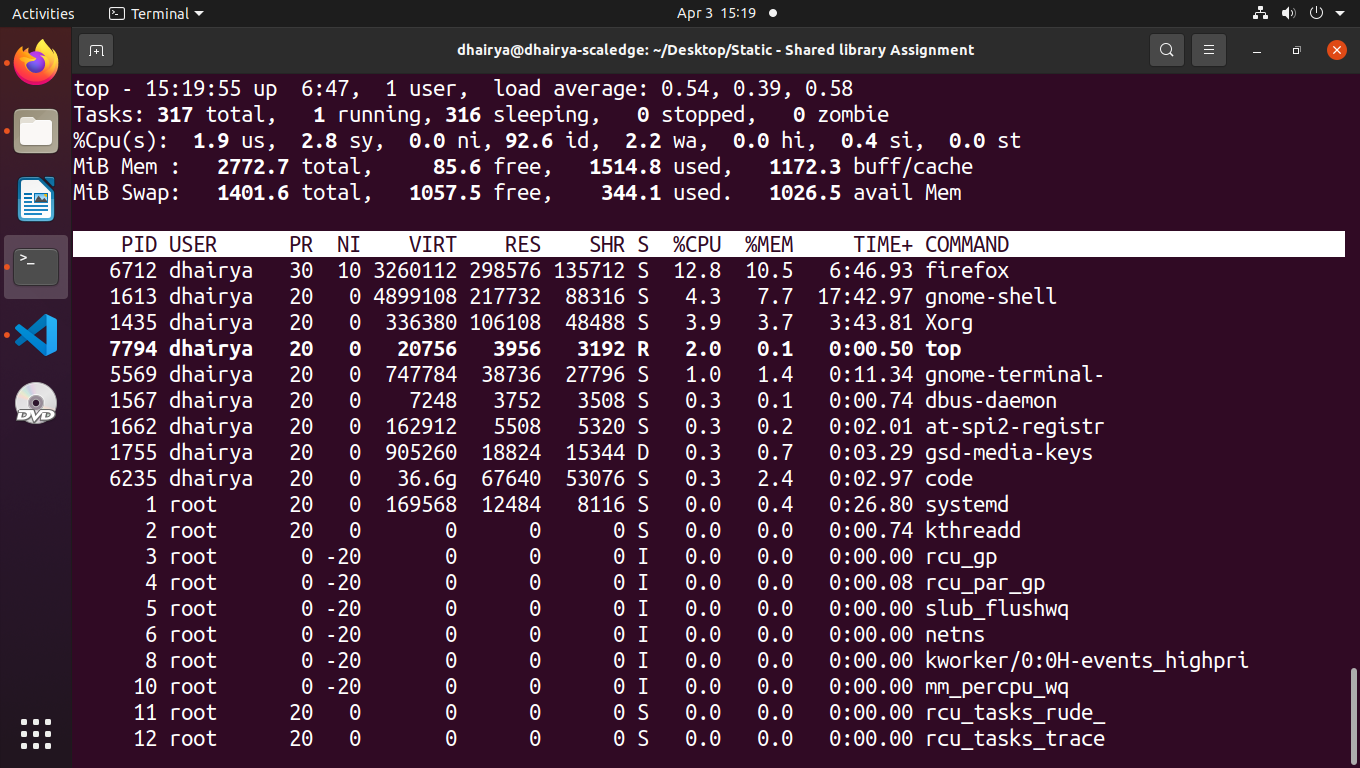 Activities Terminal Apr 3 15:19
dhairya@dhairya-scaledge: ~/Desktop/Static - Shared library Assignment
top - 15:19:55 up  6:47,  1 user,  load average: 0.54, 0.39, 0.58
Tasks: 317 total,   1 running, 316 sleeping,   0 stopped,   0 zombie
%Cpu(s):  1.9 us,  2.8 sy,  0.0 ni, 92.6 id,  2.2 wa,  0.0 hi,  0.4 si,  0.0 st
MiB Mem :   2772.7 total,     85.6 free,   1514.8 used,   1172.3 buff/cache
MiB Swap:   1401.6 total,   1057.5 free,    344.1 used.   1026.5 avail Mem
PID USER      PR  NI    VIRT    RES    SHR S  %CPU  %MEM     TIME+ COMMAND
6712 dhairya   30  10 3260112 298576 135712 S  12.8  10.5   6:46.93 firefox
1613 dhairya   20   0 4899108 217732  88316 S   4.3   7.7  17:42.97 gnome-shell
1435 dhairya   20   0  336380 106108  48488 S   3.9   3.7   3:43.81 Xorg
7794 dhairya   20   0   20756   3956   3192 R   2.0   0.1   0:00.50 top
5569 dhairya   20   0  747784  38736  27796 S   1.0   1.4   0:11.34 gnome-terminal-
1567 dhairya   20   0    7248   3752   3508 S   0.3   0.1   0:00.74 dbus-daemon
1662 dhairya   20   0  162912   5508   5320 S   0.3   0.2   0:02.01 at-spi2-registr
1755 dhairya   20   0  905260  18824  15344 D   0.3   0.7   0:03.29 gsd-media-keys
6235 dhairya   20   0   36.6g  67640  53076 S   0.3   2.4   0:02.97 code
1 root      20   0  169568  12484   8116 S   0.0   0.4   0:26.80 systemd
2 root      20   0       0      0      0 S   0.0   0.0   0:00.74 kthreadd
3 root       0 -20       0      0      0 I   0.0   0.0   0:00.00 rcu_gp
4 root       0 -20       0      0      0 I   0.0   0.0   0:00.08 rcu_par_gp
5 root       0 -20       0      0      0 I   0.0   0.0   0:00.00 slub_flushwq
6 root       0 -20       0      0      0 I   0.0   0.0   0:00.00 netns
8 root       0 -20       0      0      0 I   0.0   0.0   0:00.00 kworker/0:0H-events_highpri
10 root       0 -20       0      0      0 I   0.0   0.0   0:00.00 mm_percpu_wq
11 root      20   0       0      0      0 S   0.0   0.0   0:00.00 rcu_tasks_rude_
12 root      20   0       0      0      0 S   0.0   0.0   0:00.00 rcu_tasks_trace
>_
DVD